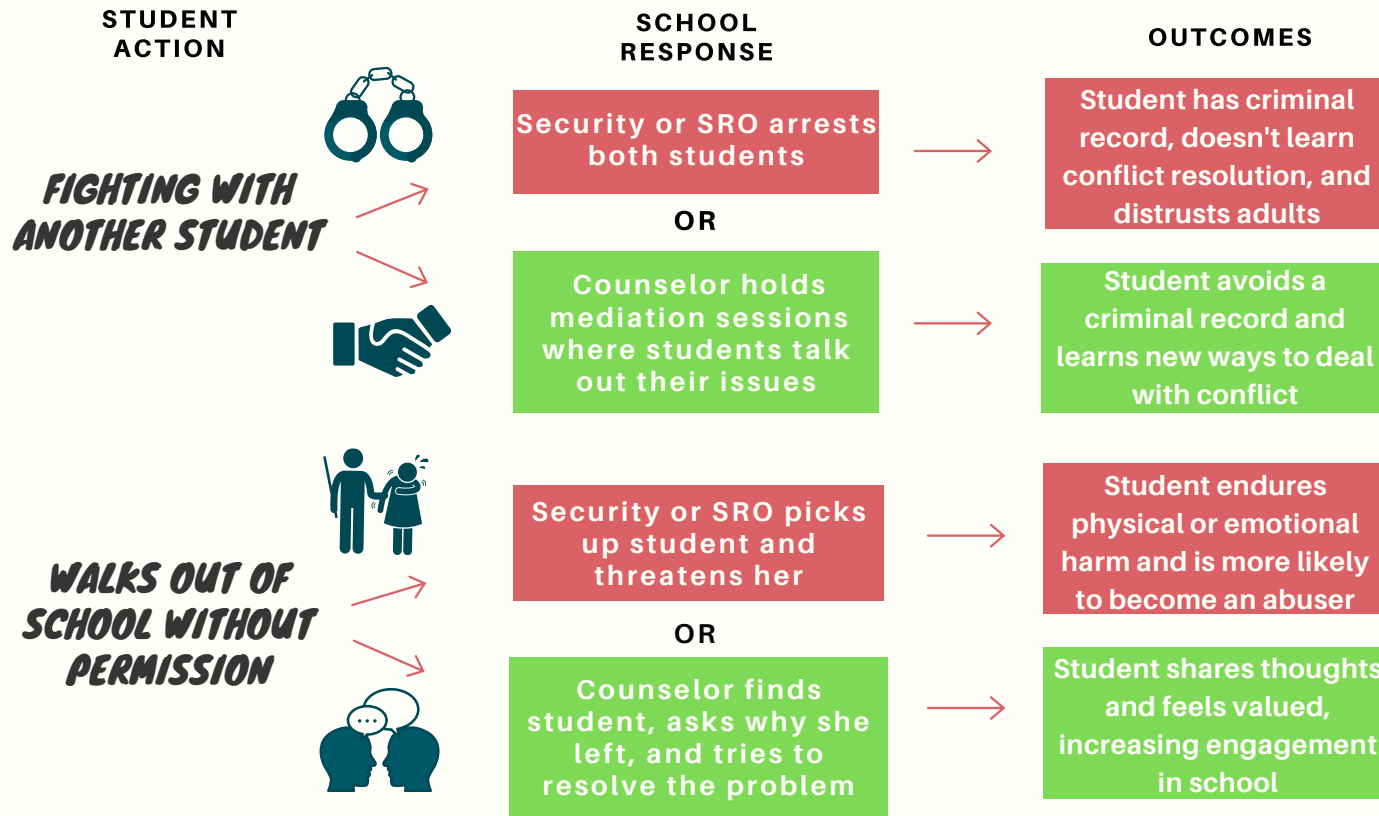 STUDENT
ACTION
SCHOOL
RESPONSE
OUTCOMES
FIGHTING WITH
ANOTHER STUDENT
Security or SRO arrests
both students
Student has criminal
record, doesn't learn
conflict resolution, and
distrusts adults
OR
Counselor holds
mediation sessions
where students talk
out their issues
Student avoids a
criminal record and
learns new ways to deal
with conflict
WALKS OUT OF
SCHOOL WITHOUT
PERMISSION
Security or SRO picks
up student and
threatens her
Student endures
physical or emotional
harm and is more likely
to become an abuser
OR
Counselor finds
student, asks why she
left, and tries to
resolve the problem
Student shares thoughts
and feels valued,
increasing engagement
in school